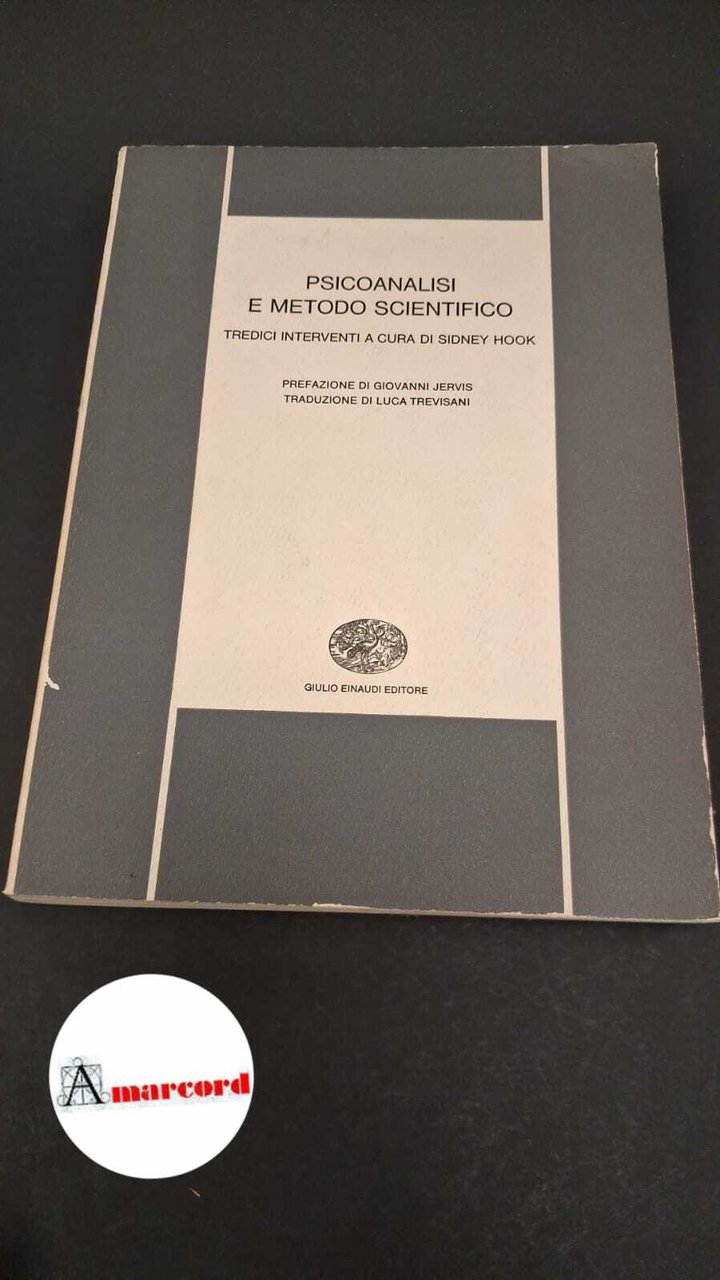 PSICOANALISI
E METODO SCIENTIFICO
TREDICI INTERVENTI A CURA DI SIDNEY HOOK
PREFAZIONE DI GIOVANNI JERVIS
TRADUZIONE DI LUCA TREVISANI
GIULIO EINAUDI EDITORE
Amarcord